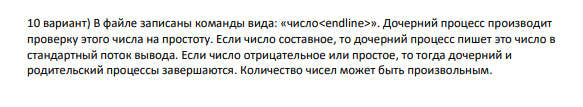 10 вариант) В файле записаны команды вида: «число<endline>». Дочерний процесс производит
проверку этого числа на простоту. Если число составное, то дочерний процесс пишет это число в
стандартный поток вывода. Если число отрицательное или простое, то тогда дочерний и
родительский процессы завершаются. Количество чисел может быть произвольным.